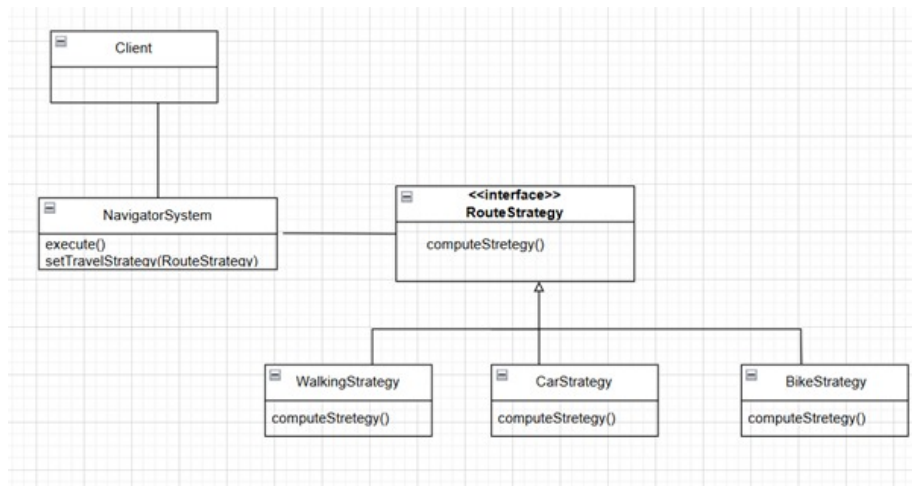 Client
NavigatorSystem
execute()
setTravelStrategy(RouteStrategy)
<<interface>>
RouteStrategy
computeStretegy()
WalkingStrategy
computeStretegy()
CarStrategy
computeStretegy()
BikeStrategy
computeStretegy()